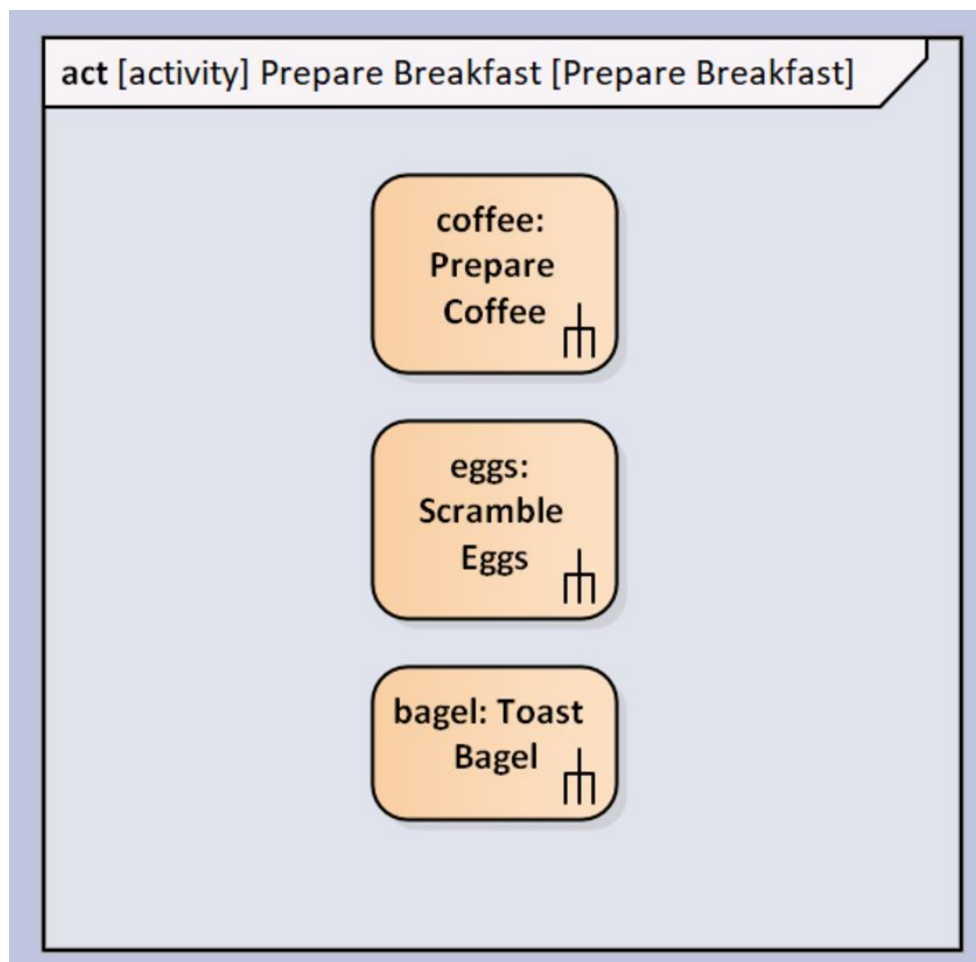 act [activity] Prepare Breakfast [Prepare Breakfast]
coffee:
Prepare
Coffee
eggs:
Scramble
Eggs
bagel: Toast
Bagel